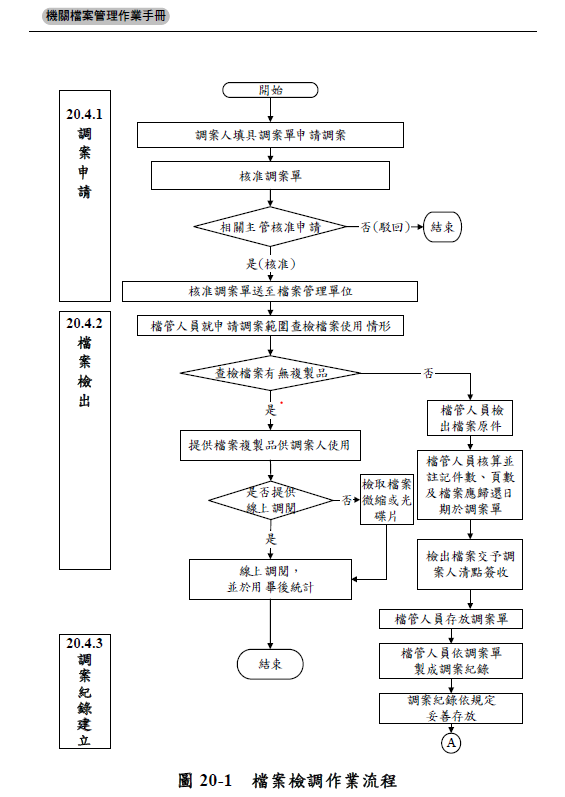 機關檔案管理作業手冊
20.4.1
調
案
申
請
開始
調案人填具調案單申請調案
核准調案單
相關主管核准申請
否(駁回)
結束
是(核准)
核准調案單送至檔案管理單位
20.4.2
檔
案
檢
出
檔管人員就申請調案範圍查檢檔案使用情形
查檢檔案有無複製品
否
是*
檔管人員檢
出檔案原件
提供檔案複製品供調案人使用
檔管人員核算並
註記件數、頁數
及檔案應歸還日
期於調案單
是否提供
線上調閱
否
檢取檔案
微縮或光
碟片
是
檢出檔案交予調
案人清點簽收
線上調閱，
並於用畢後統計
檔管人員存放調案單
20.4.3
調
案
紀
錄
建
立
結束
檔管人員依調案單
製成調案紀錄
調案紀錄依規定
妥善存放
A
圖 20-1 檔案檢調作業流程